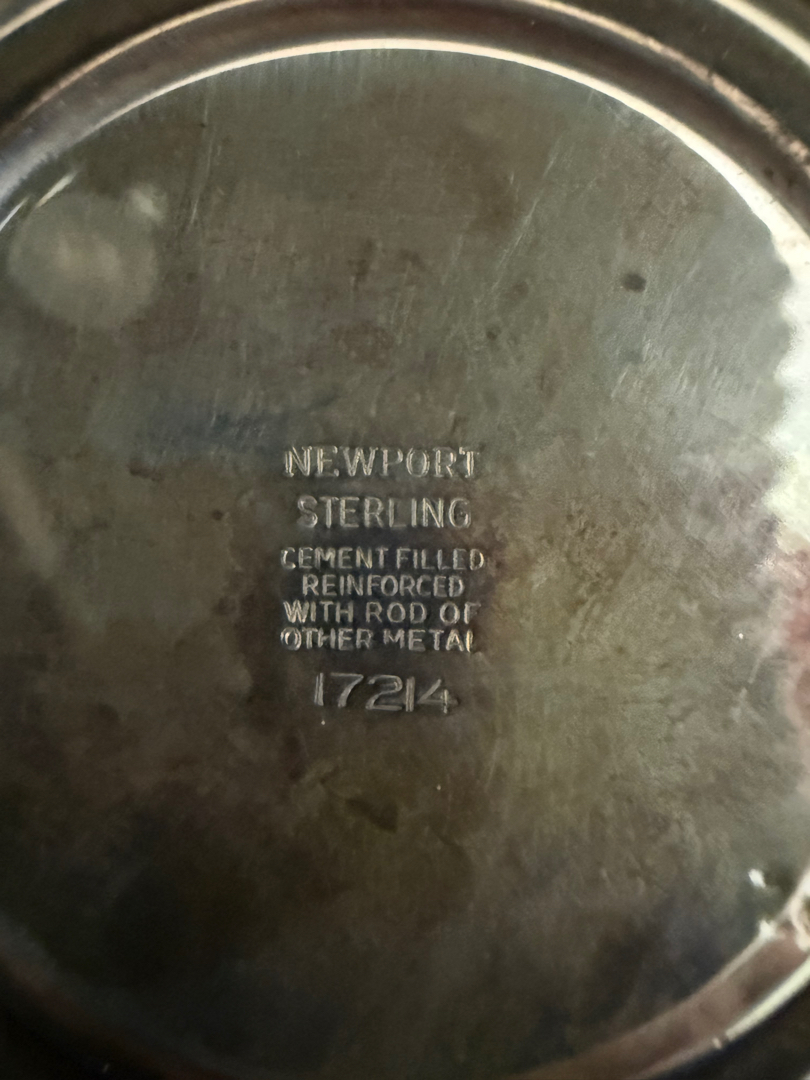 NEWPORT
STERLING
CEMENT FILLED
REINFORCED
WITH ROD OF
OTHER METAL
17214